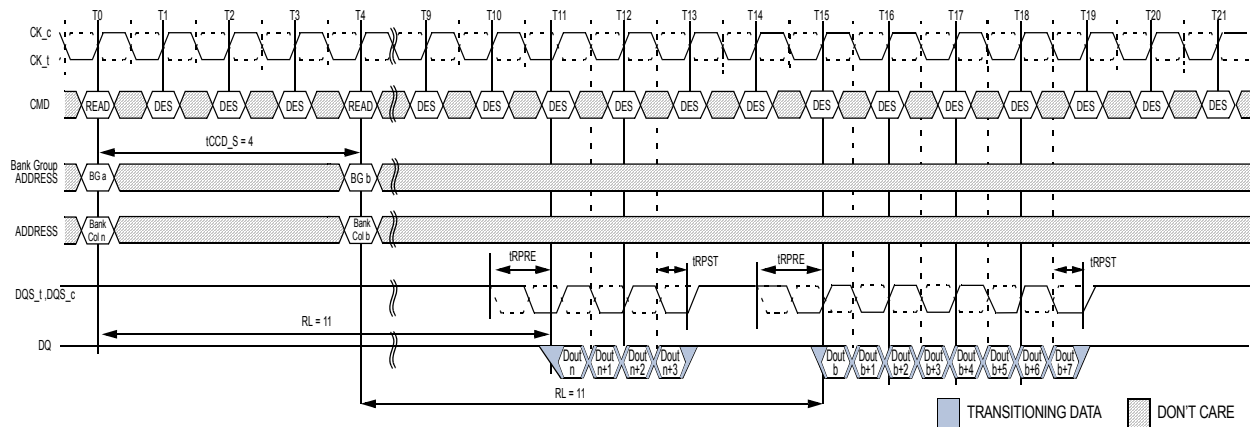 T0 T1 T2 T3 T4 T9 T10 T11 T12 T13 T14 T15 T16 T17 T18 T19 T20 T21
CK_c
CK_t
CMD READ DES DES DES READ DES DES DES DES DES DES DES DES DES DES DES DES DES
tCCD_S = 4
Bank Group
ADDRESS BG a BG b
ADDRESS Bank Col n Bank Col b
tRPRE tRPST tRPRE tRPST
DQS_t ,DQS_c
RL = 11
DQ Dout n Dout n+1 Dout n+2 Dout n+3 Dout b Dout b+1 Dout b+2 Dout b+3 Dout b+4 Dout b+5 Dout b+6 Dout b+7
RL = 11
TRANSITIONING DATA DON'T CARE